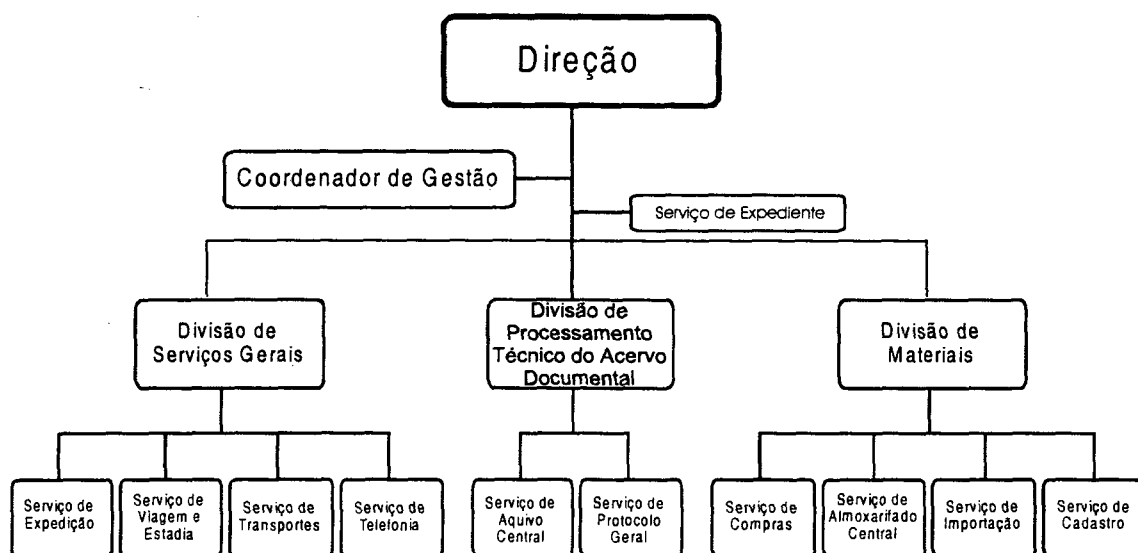 Direção
Coordenador de Gestão
Serviço de Expediente
Divisão de
Serviços Gerais
Divisão de
Processamento
Técnico do Acervo
Documental
Divisão de
Materiais
Serviço de
Expedição
Serviço de
Viagem e
Estadia
Serviço de
Transportes
Serviço de
Telefonia
Serviço de
Aquivo
Central
Serviço de
Protocolo
Geral
Serviço de
Compras
Serviço de
Almoxarifado
Central
Serviço de
Importação
Serviço de
Cadastro